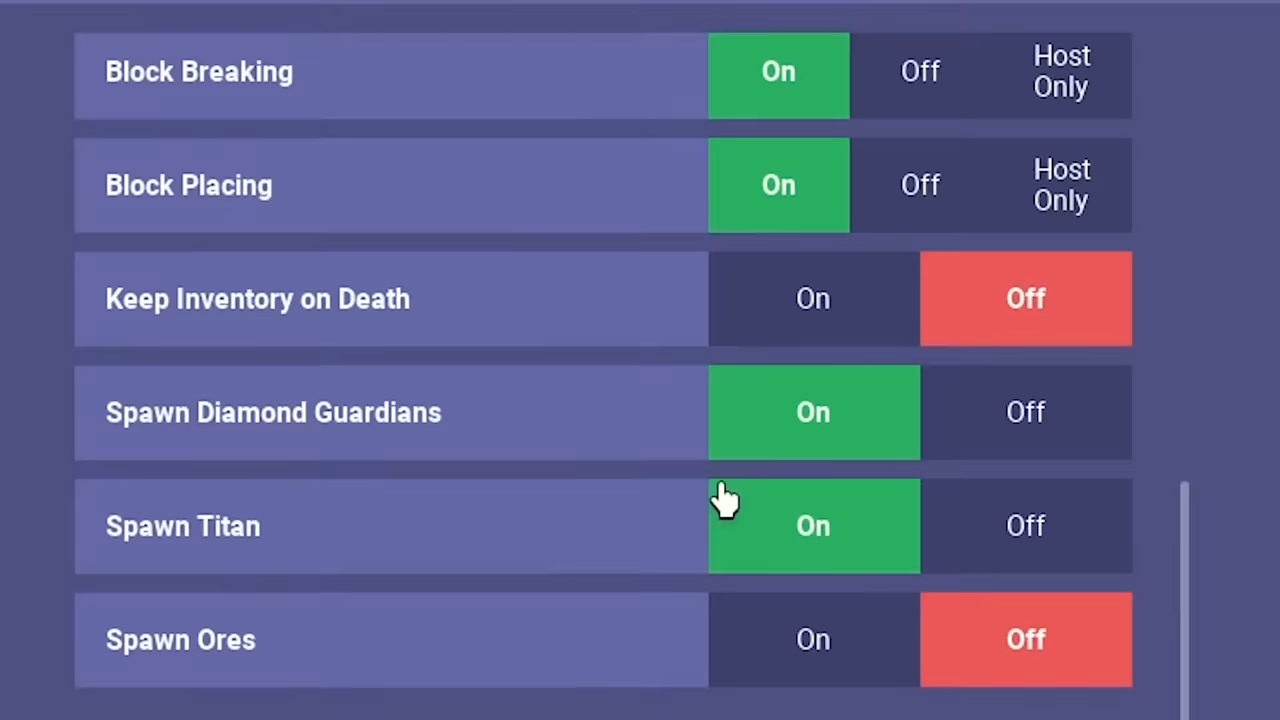 Block Breaking
On
Off
Host
Only
Block Placing
On
Off
Host
Only
Keep Inventory on Death
On
Off
Spawn Diamond Guardians
On
Off
Spawn Titan
On
Off
Spawn Ores
On
Off